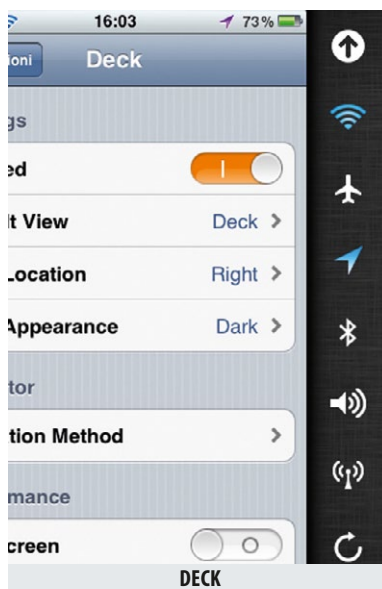 16:03 73%
ioni Deck
gs
ed
lt View Deck
Location Right
Appearance Dark
tor
tion Method
mance
creen
DECK